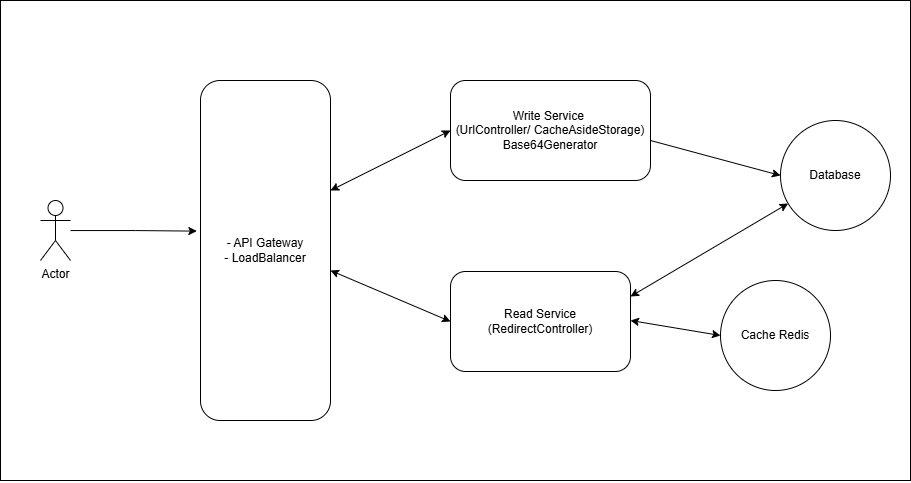 Actor
- API Gateway
- LoadBalancer
Write Service
(UrlController/ CacheAsideStorage)
Base64Generator
Read Service
(RedirectController)
Database
Cache Redis